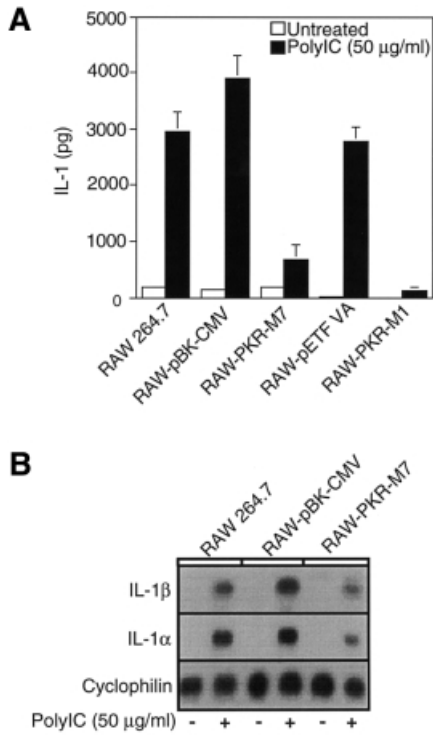 A
Untreated
PolyIC (50 µg/ml)
5000
4000
3000
2000
1000
0
IL-1 (pg)
RAW 264.7
RAW-pBK-CMV
RAW-PKR-M7
RAW-pETF VA
RAW-PKR-M1
B
RAW 264.7
RAW-pBK-CMV
RAW-PKR-M7
IL-1β
IL-1α
Cyclophilin
PolyIC (50 µg/ml) - + - + - +